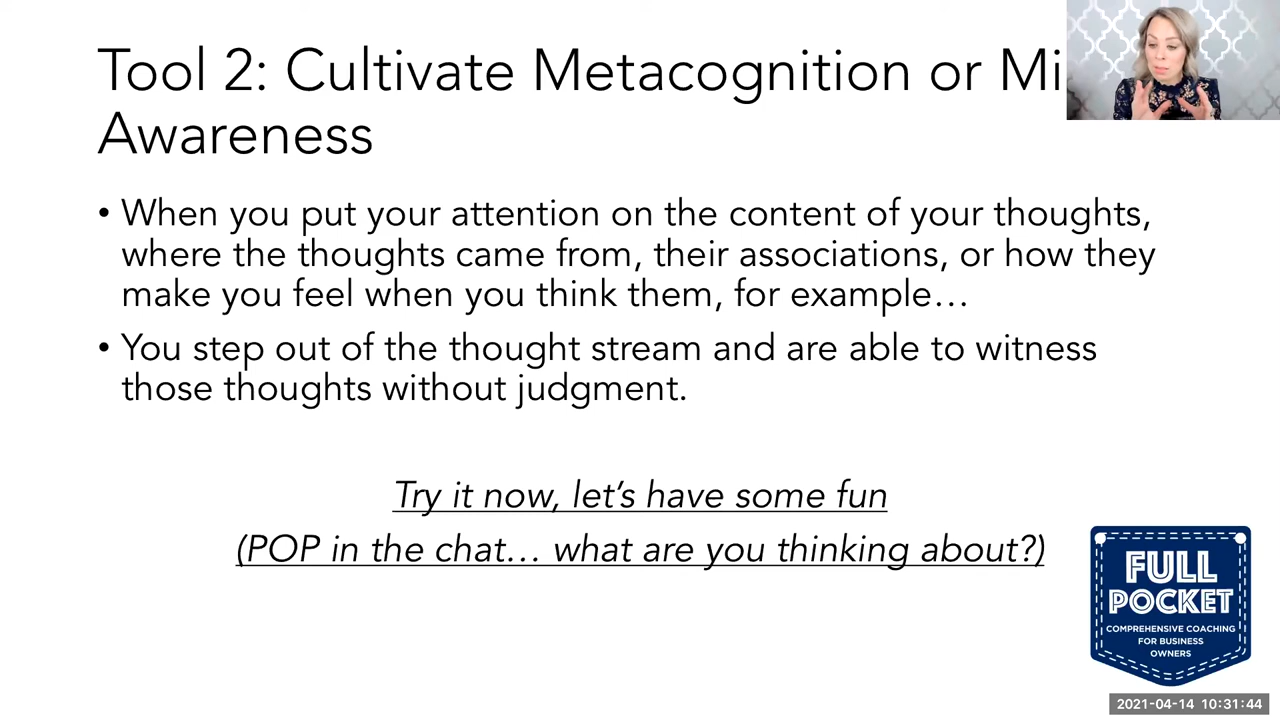 Tool 2: Cultivate Metacognition or Mi
Awareness
• When you put your attention on the content of your thoughts,
where the thoughts came from, their associations, or how they
make you feel when you think them, for example…
• You step out of the thought stream and are able to witness
those thoughts without judgment.
Try it now, let’s have some fun
(POP in the chat… what are you thinking about?)
FULL
POCKET
COMPREHENSIVE COACHING
FOR BUSINESS
OWNERS
2021-04-14 10:31:44